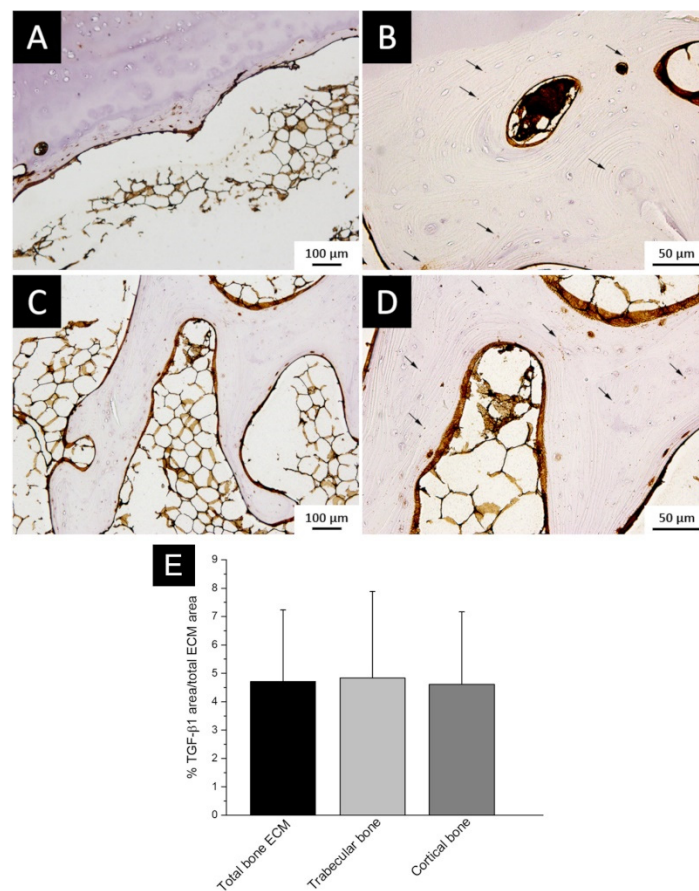 A
B
100 µm
50 µm
C
D
100 µm
50 µm
E
% TGF-β1 area/total ECM area
9
8
7
6
5
4
3
2
1
0
Total bone ECM
Trabecular bone
Cortical bone